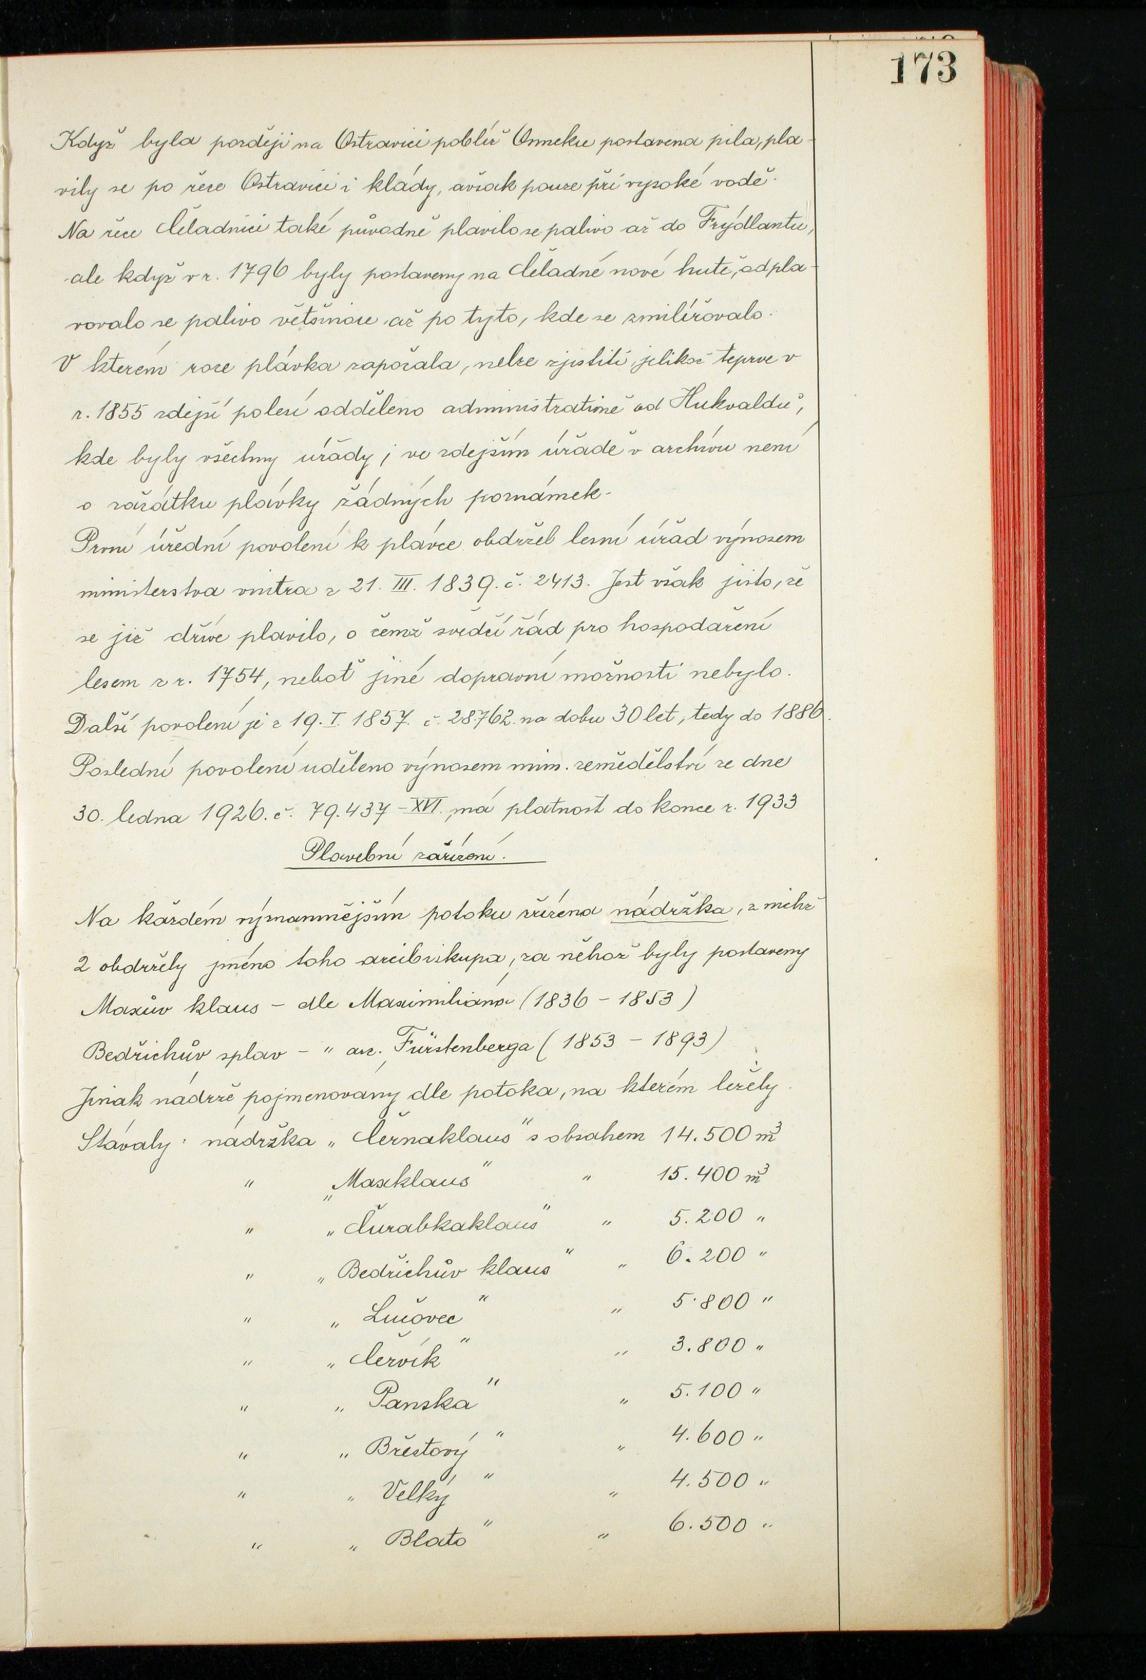 173
Když byla později na Ostravici poblíž Ommeku postavena pila, pla-
vily se po řece Ostravici i klády, avšak pouze při vysoké vodě.
Na řece Čeladnici také původně plavilo se palivo až do Frýdlantu,
ale když v r. 1796 byly postaveny na Čeladné nové hutě, odpla-
vovalo se palivo většinou až po tyto, kde se zmilířovalo.
V kterém roce plávka započala, nelze zjistiti, jelikož teprve v
r. 1855 zdejší polesí odděleno administrativně od Hukvaldů,
kde byly všechny úřady; ve zdejším úřadě v archivu není
o začátku plávky žádných poznámek.
První úřední povolení k plávce obdržel lesní úřad výnosem
ministerstva vnitra z 21. III. 1839. č. 2413. Jest však jisto, že
se již dříve plavilo, o čemž svědčí řád pro hospodaření
lesem z r. 1754, neboť jiné dopravní možnosti nebylo.
Další povolení je z 19. I. 1857. č. 28762. na dobu 30 let, tedy do 1886.
Poslední povolení uděleno výnosem min. zemědělství ze dne
30. ledna 1926. č. 79.437-XVI. má platnost do konce r. 1933
Plavební zařízení.
Na každém významnějším potoku zřízena nádržka, z nichž
2 obdržely jméno toho arcibiskupa, za něhož byly postaveny
Maxův klaus - dle Maximiliána (1836 - 1853)
Bedřichův splav - " arc. Fürstenberga (1853 - 1893)
Jinak nádrže pojmenovány dle potoka, na kterém ležely.
Stávaly: nádržka „Černaklaus" s obsahem 14.500 m³
" „Maxklaus" " 15.400 m³
" „Čurabkaklaus" " 5.200 "
" „Bedřichův klaus" " 6.200 "
" „Lučovec" " 5.800 "
" „Červík" " 3.800 "
" „Panska" " 5.100 "
" „Břestový" " 4.600 "
" „Velký" " 4.500 "
" „Blato" " 6.500 "